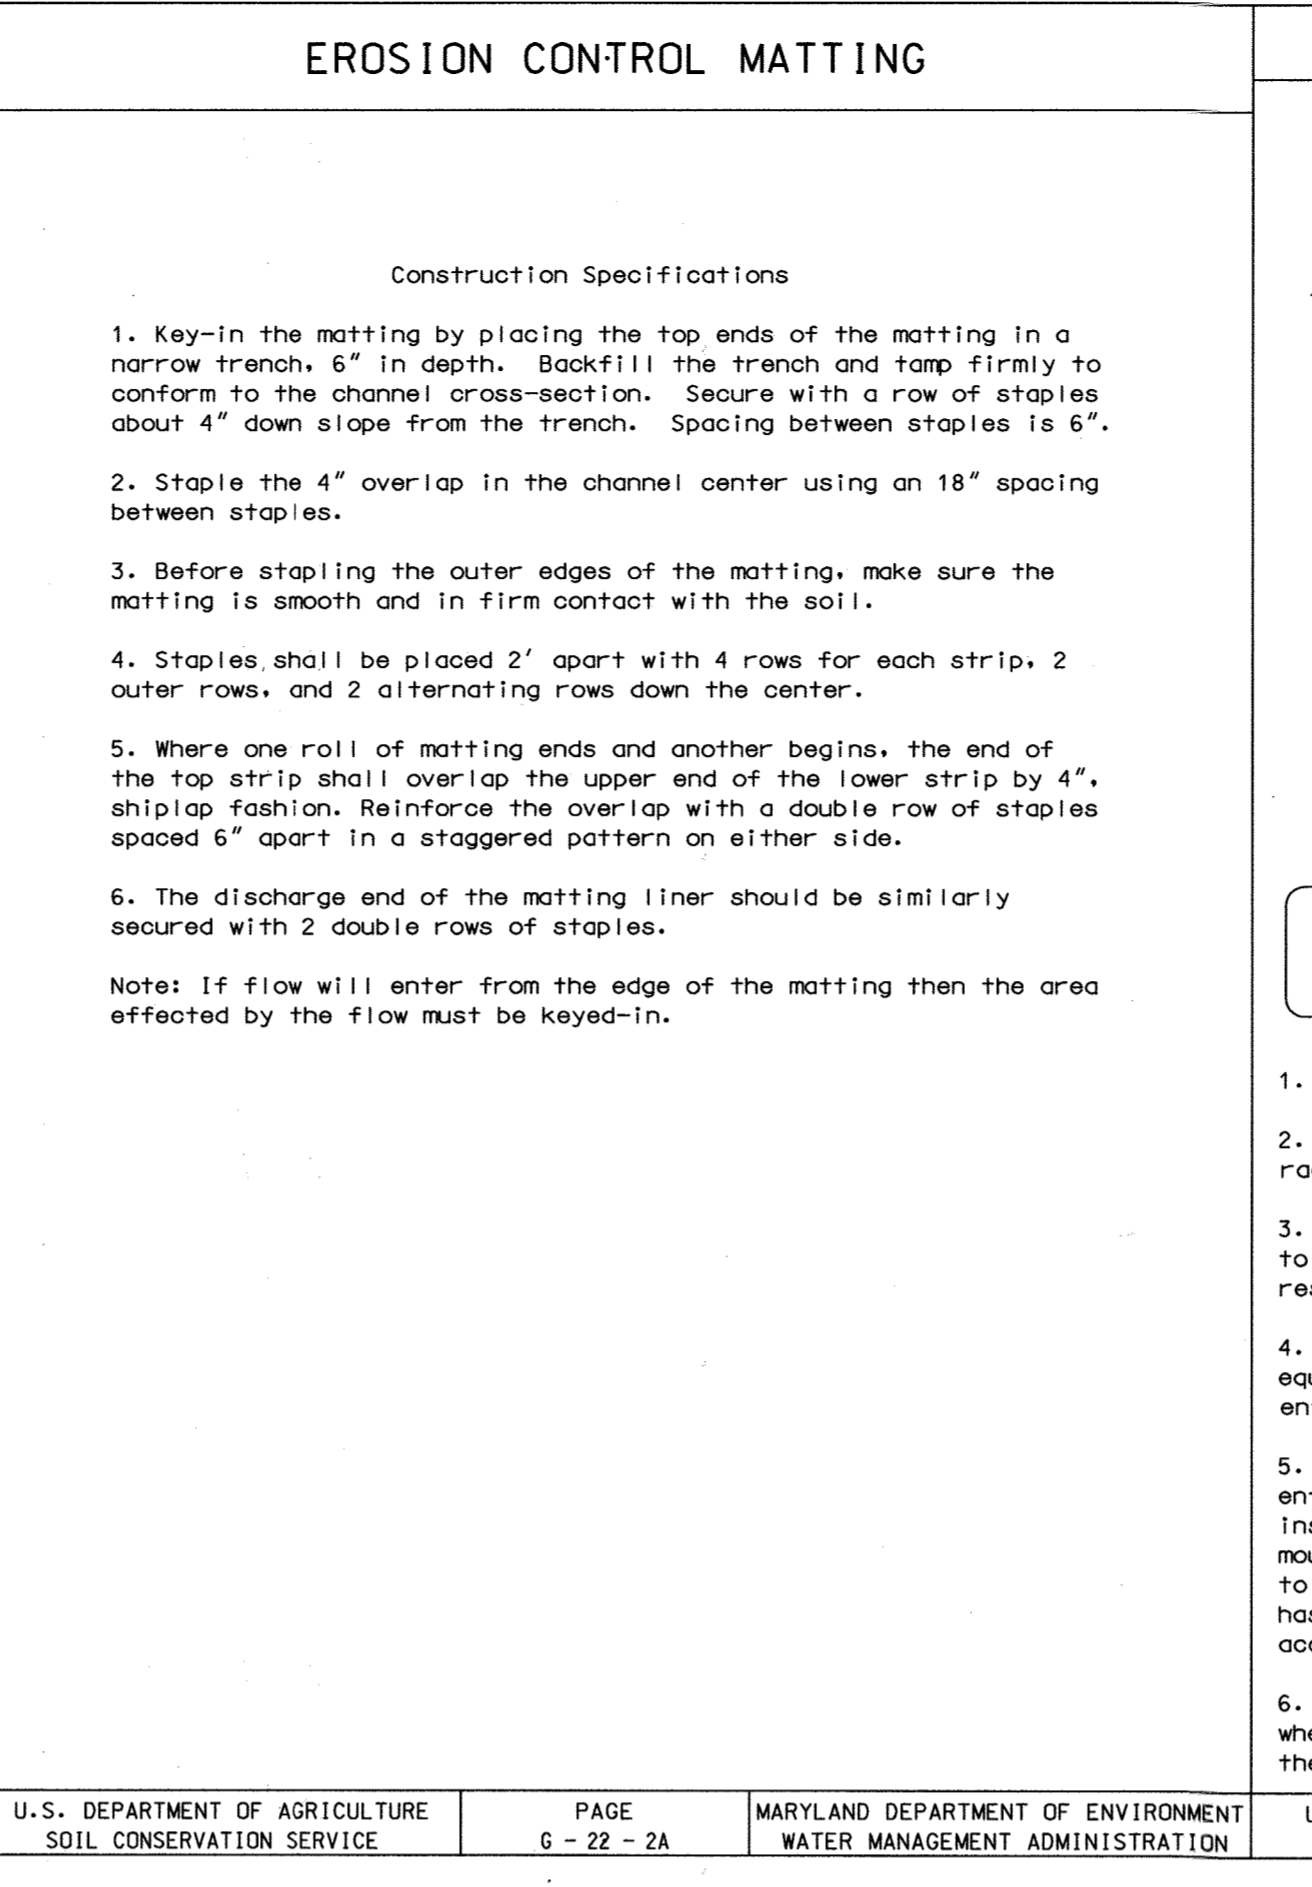 EROSION CONTROL MATTING
Construction Specifications
1. Key-in the matting by placing the top ends of the matting in a
narrow trench, 6" in depth. Backfill the trench and tamp firmly to
conform to the channel cross-section. Secure with a row of staples
about 4" down slope from the trench. Spacing between staples is 6".
2. Staple the 4" overlap in the channel center using an 18" spacing
between staples.
3. Before stapling the outer edges of the matting, make sure the
matting is smooth and in firm contact with the soil.
4. Staples shall be placed 2' apart with 4 rows for each strip, 2
outer rows, and 2 alternating rows down the center.
5. Where one roll of matting ends and another begins, the end of
the top strip shall overlap the upper end of the lower strip by 4",
shiplap fashion. Reinforce the overlap with a double row of staples
spaced 6" apart in a staggered pattern on either side.
6. The discharge end of the matting liner should be similarly
secured with 2 double rows of staples.
Note: If flow will enter from the edge of the matting then the area
effected by the flow must be keyed-in.
U.S. DEPARTMENT OF AGRICULTURE
SOIL CONSERVATION SERVICE
PAGE
G - 22 - 2A
MARYLAND DEPARTMENT OF ENVIRONMENT
WATER MANAGEMENT ADMINISTRATION
1.
2.
3.
to
4.
5.
to
6.